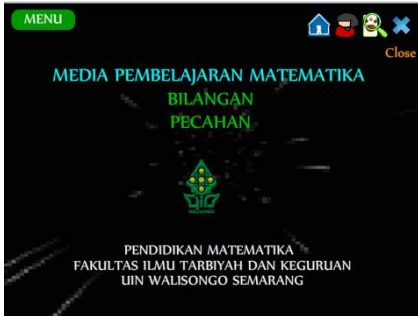 MENU
Close
MEDIA PEMBELAJARAN MATEMATIKA
BILANGAN
PECAHAN
PENDIDIKAN MATEMATIKA
FAKULTAS ILMU TARBIYAH DAN KEGURUAN
UIN WALISONGO SEMARANG